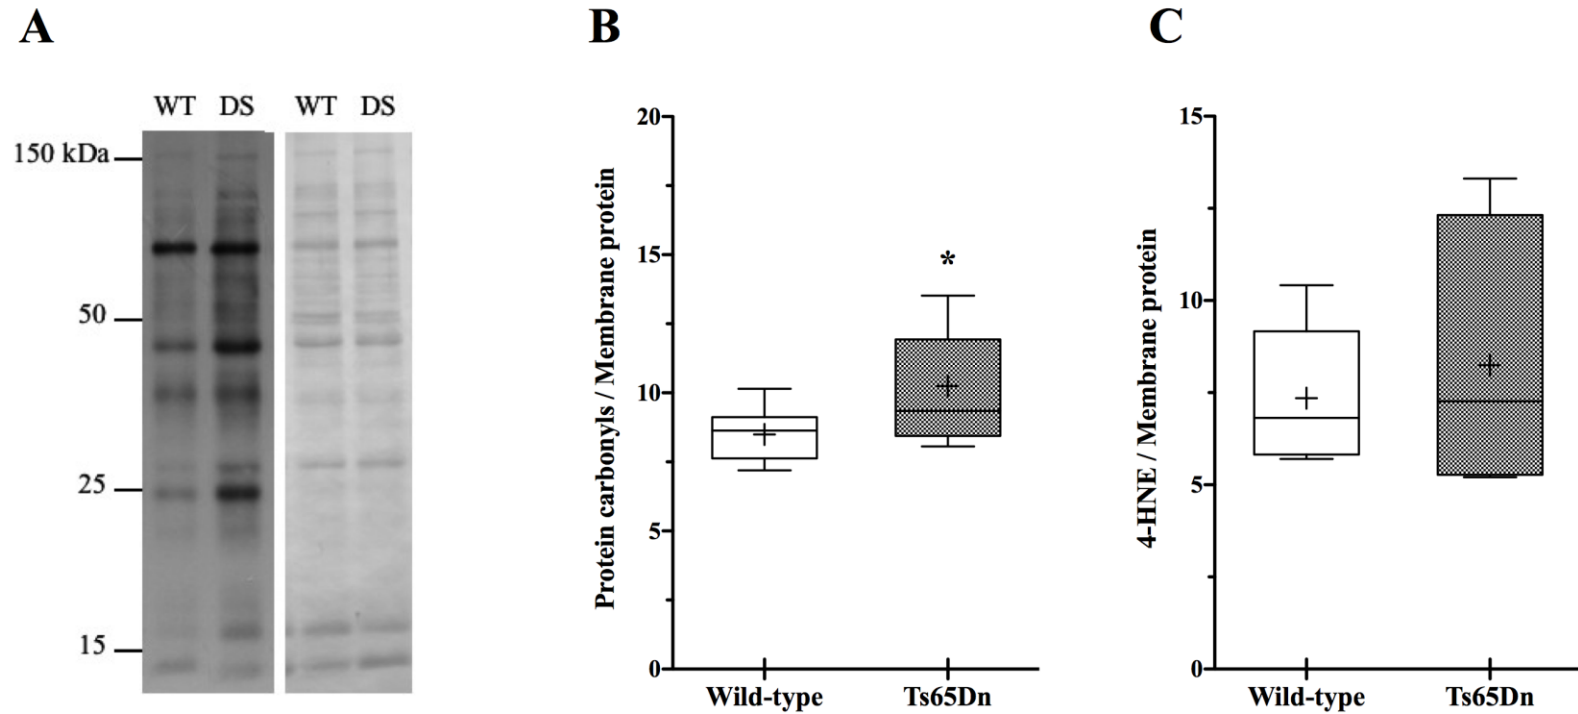 A
WT DS WT DS
150 kDa
50
25
15
B
Protein carbonyls / Membrane protein
20
15
10
5
0
*
Wild-type Ts65Dn
C
4-HNE / Membrane protein
15
10
5
0
Wild-type Ts65Dn